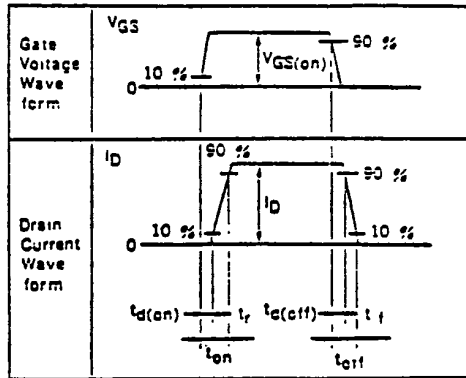 Gate
Voltage
Wave
form
VGS
10 %
90 %
VGS(on)
0
Drain
Current
Wave
form
ID
90 %
90 %
ID
10 %
10 %
0
td(on)
tr
td(off)
tf
ton
toff